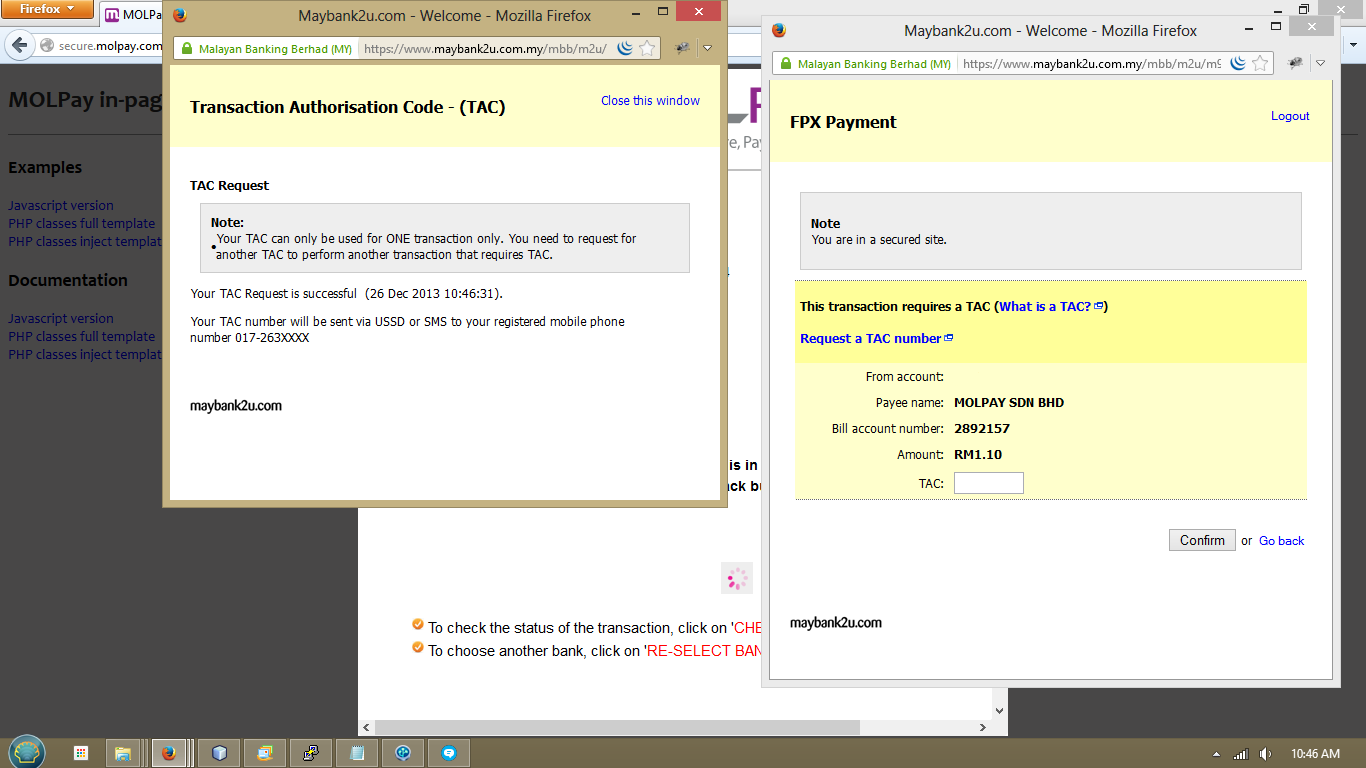 Firefox
MOLPa
secure.molpay.com
MOLPay in-pag
Examples
Javascript version
PHP classes full template
PHP classes inject templat
Documentation
Javascript version
PHP classes full template
PHP classes inject templat
Maybank2u.com - Welcome - Mozilla Firefox
Malayan Banking Berhad (MY)
https://www.maybank2u.com.my/mbb/m2u/
Transaction Authorisation Code - (TAC)
Close this window
TAC Request
Note:
Your TAC can only be used for ONE transaction only. You need to request for
another TAC to perform another transaction that requires TAC.
Your TAC Request is successful (26 Dec 2013 10:46:31).
Your TAC number will be sent via USSD or SMS to your registered mobile phone
number 017-263XXXX
maybank2u.com
re, Pay
is in
ck bu
To check the status of the transaction, click on 'CHE
To choose another bank, click on 'RE-SELECT BAN
Maybank2u.com - Welcome - Mozilla Firefox
Malayan Banking Berhad (MY)
https://www.maybank2u.com.my/mbb/m2u/m9
FPX Payment
Logout
Note
You are in a secured site.
This transaction requires a TAC (What is a TAC? )
Request a TAC number
From account:
Payee name: MOLPAY SDN BHD
Bill account number: 2892157
Amount: RM1.10
TAC:
Confirm or Go back
maybank2u.com
10:46 AM